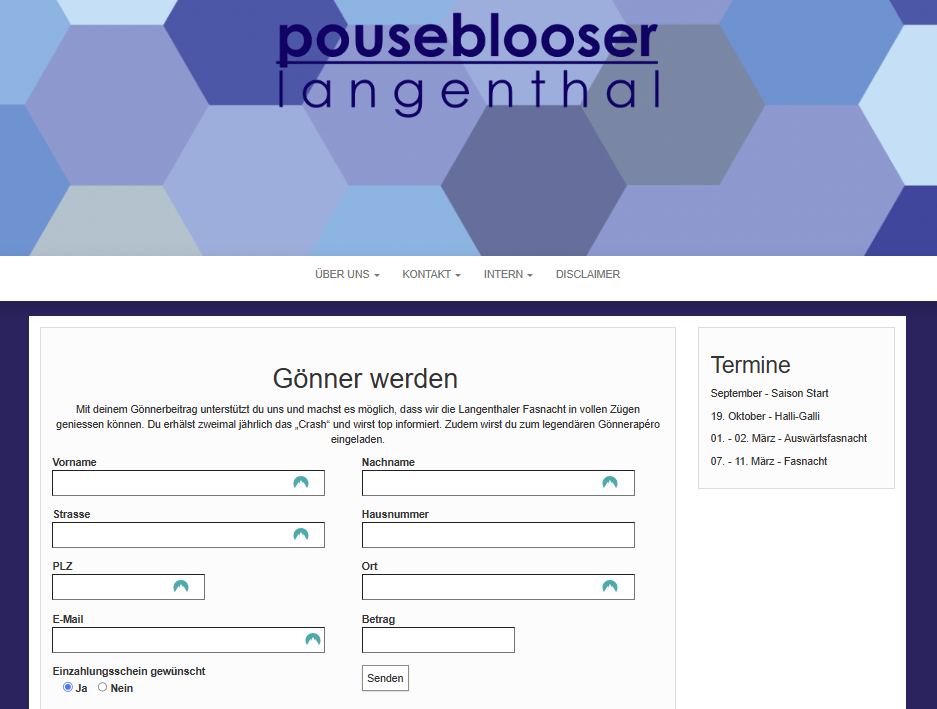 pouseblooser
langenthal
ÜBER UNS KONTAKT INTERN DISCLAIMER
Gönner werden
Mit deinem Gönnerbeitrag unterstützt du uns und machst es möglich, dass wir die Langenthaler Fasnacht in vollen Zügen
geniessen können. Du erhälst zweimal jährlich das „Crash“ und wirst top informiert. Zudem wirst du zum legendären Gönnerapéro
eingeladen.
Vorname
Nachname
Strasse
Hausnummer
PLZ
Ort
E-Mail
Betrag
Einzahlungsschein gewünscht
Ja Nein
Senden
Termine
September - Saison Start
19. Oktober - Halli-Galli
01. - 02. März - Auswärtsfasnacht
07. - 11. März - Fasnacht